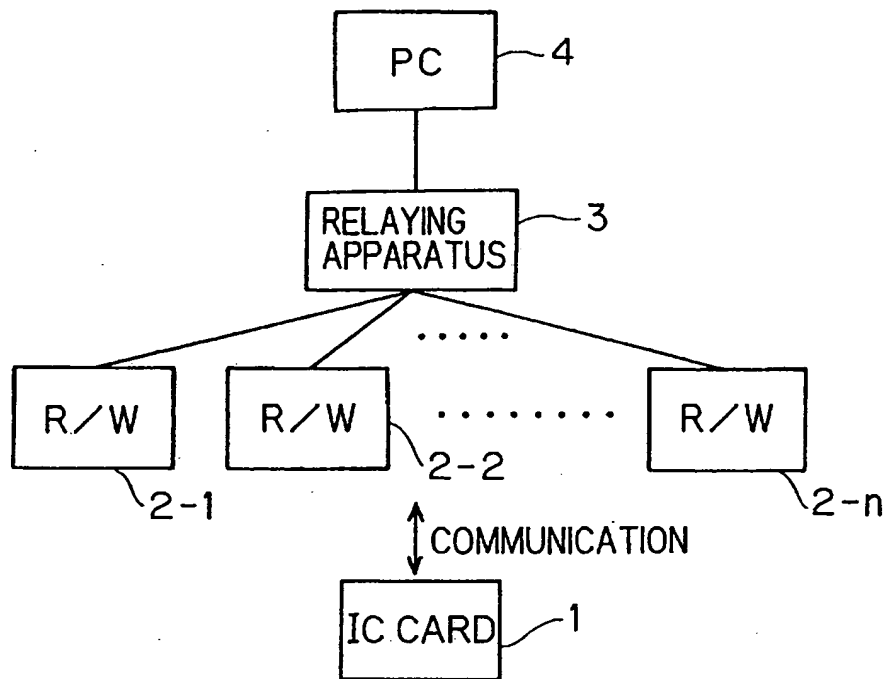 PC
4
RELAYING
APPARATUS
3
R/W
R/W
R/W
2-1
2-2
2-n
COMMUNICATION
IC CARD
1